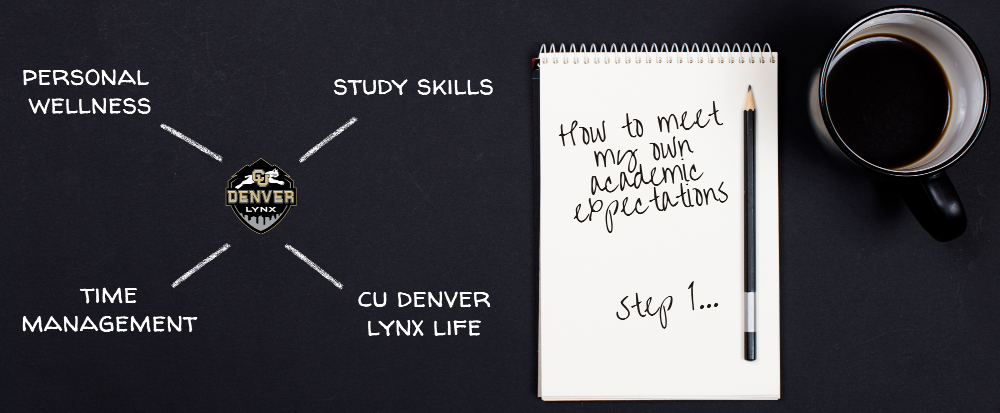 PERSONAL
WELLNESS
STUDY SKILLS
CU
DENVER
LYNX
TIME
MANAGEMENT
CU DENVER
LYNX LIFE
How to meet
my own
academic
expectations
step 1...